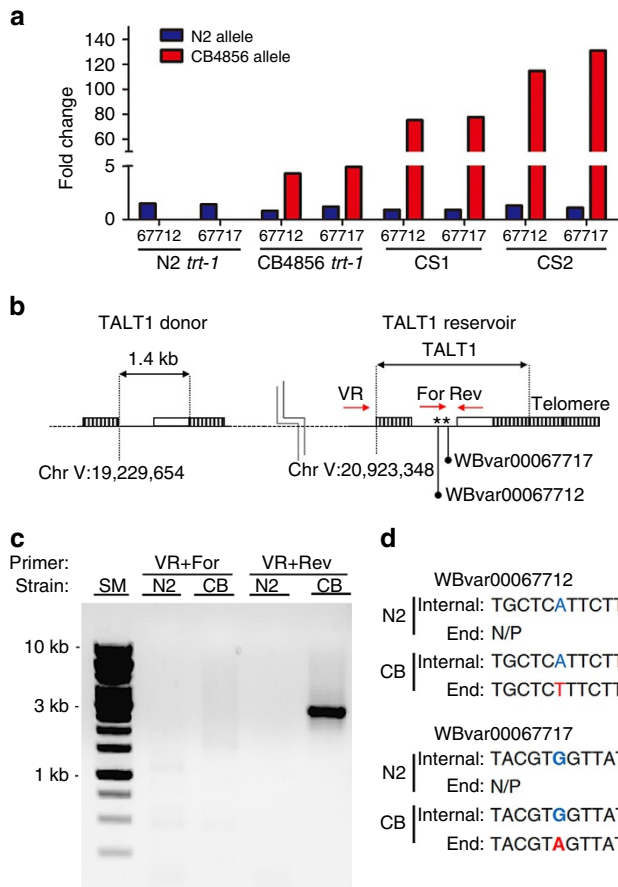 a
N2 allele
CB4856 allele
Fold change
140
120
100
80
60
5
0
67712 67717 67712 67717 67712 67717 67712 67717
N2 trt-1 CB4856 trt-1 CS1 CS2
b
TALT1 donor TALT1 reservoir
1.4 kb TALT1
VR For Rev
** Telomere
Chr V:19,229,654 Chr V:20,923,348 WBvar00067717
WBvar00067712
c
Primer: VR+For VR+Rev
Strain: SM N2 CB N2 CB
10 kb -
3 kb -
1 kb -
d
WBvar00067712
N2 Internal: TGCTCATTCTT
End: N/P
CB Internal: TGCTCATTCTT
End: TGCTCTTTCTT
WBvar00067717
N2 Internal: TACGTGGTTAT
End: N/P
CB Internal: TACGTGGTTAT
End: TACGTAGTTAT